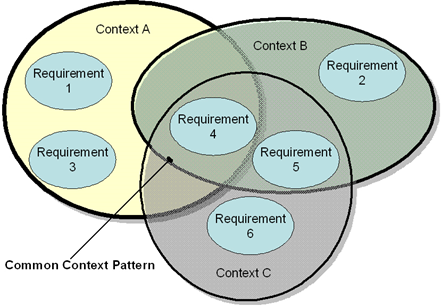 Context A
Context B
Requirement
1
Requirement
2
Requirement
4
Requirement
3
Requirement
5
Requirement
6
Common Context Pattern
Context C